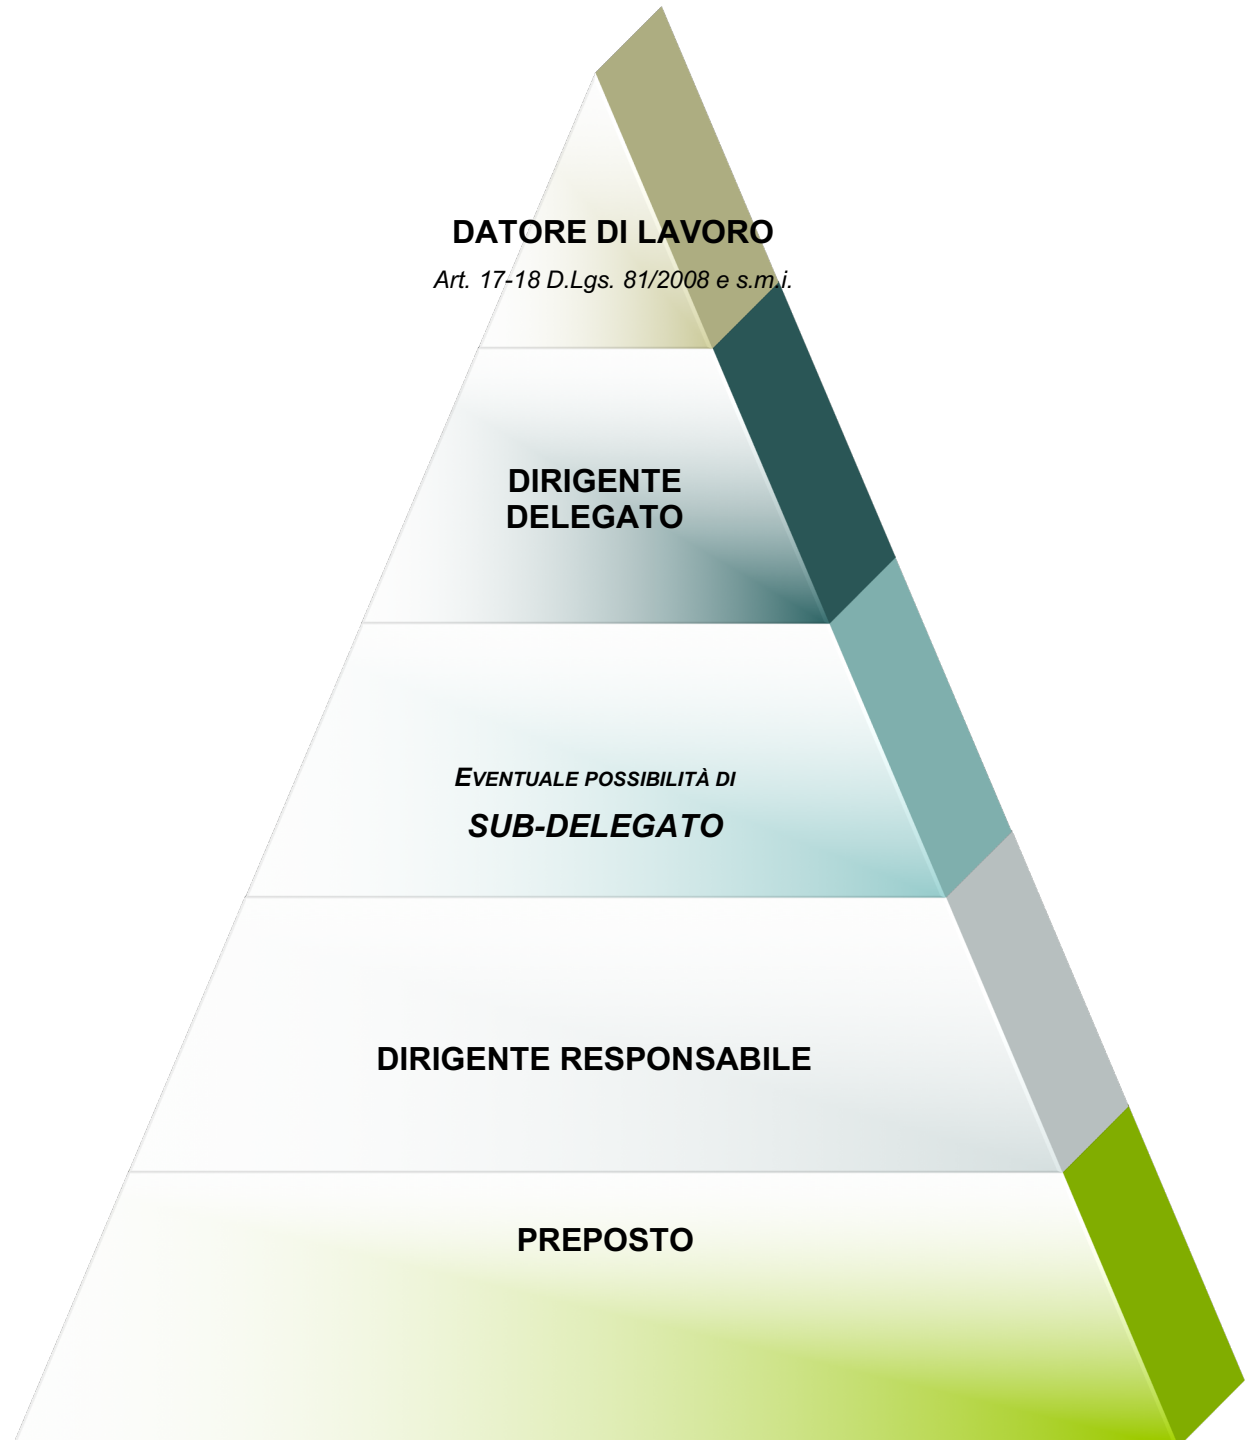 DATORE DI LAVORO
Art. 17-18 D.Lgs. 81/2008 e s.m.i.
DIRIGENTE
DELEGATO
EVENTUALE POSSIBILITÀ DI
SUB-DELEGATO
DIRIGENTE RESPONSABILE
PREPOSTO